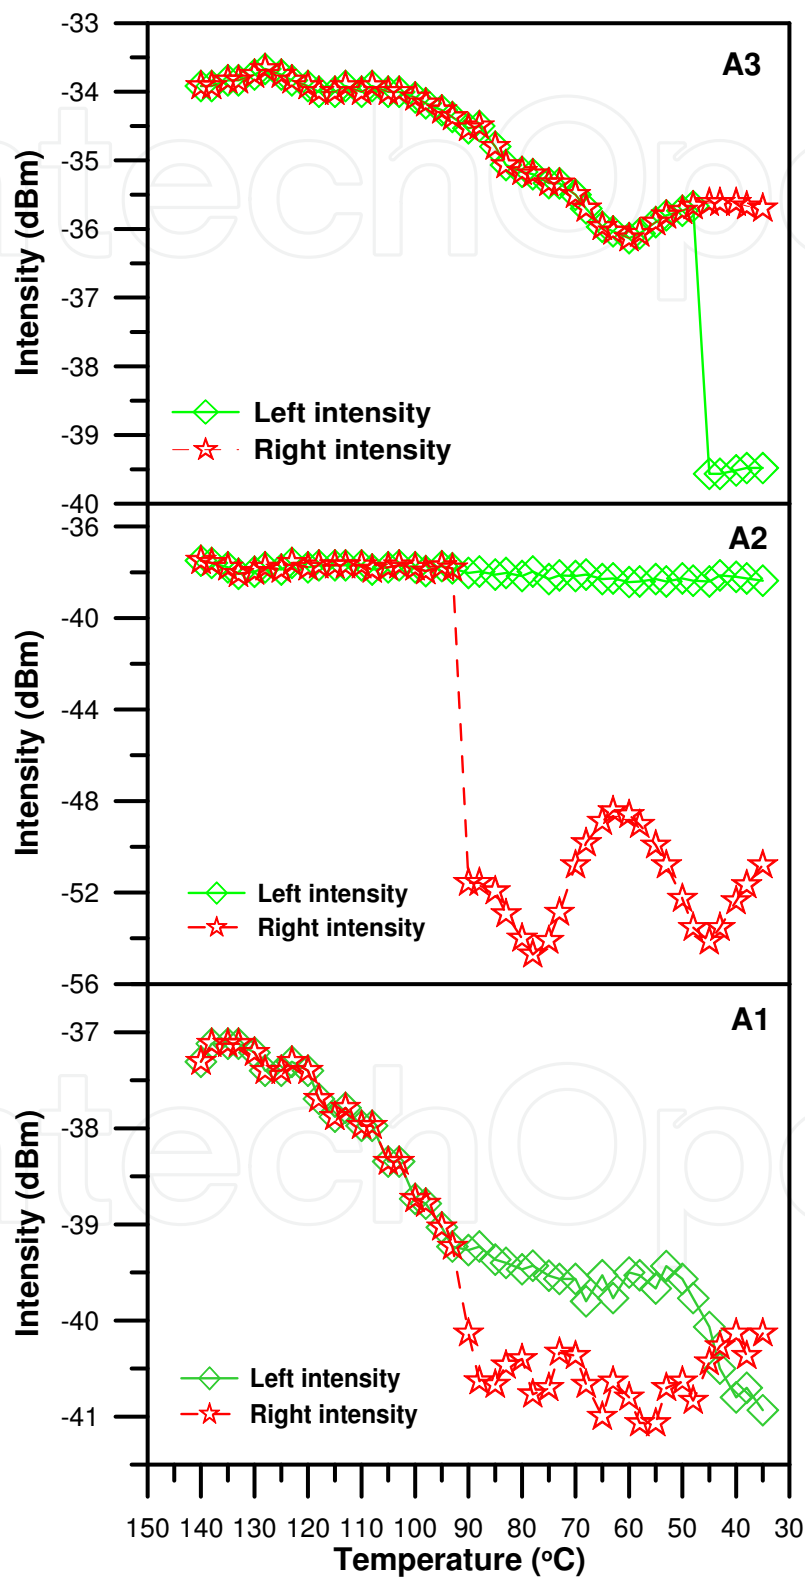 -33
-34
-35
-36
-37
-38
-39
-40
Intensity (dBm)
A3
Left intensity
Right intensity
-36
-40
-44
-48
-52
-56
Intensity (dBm)
A2
Left intensity
Right intensity
-37
-38
-39
-40
-41
Intensity (dBm)
A1
Left intensity
Right intensity
150 140 130 120 110 100 90 80 70 60 50 40 30
Temperature (°C)